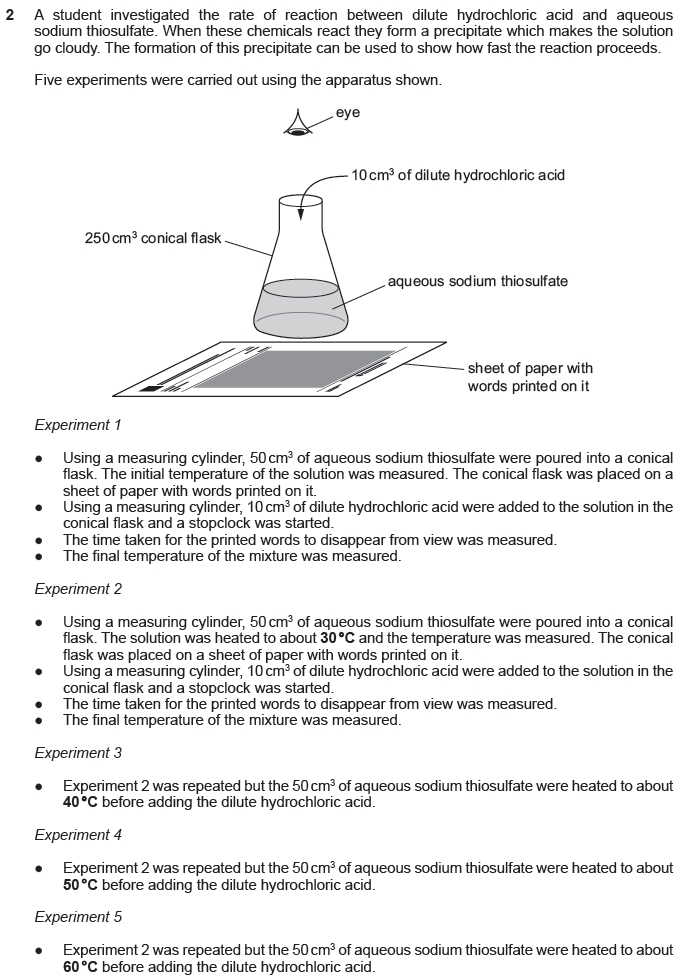 2 A student investigated the rate of reaction between dilute hydrochloric acid and aqueous
sodium thiosulfate. When these chemicals react they form a precipitate which makes the solution
go cloudy. The formation of this precipitate can be used to show how fast the reaction proceeds.
Five experiments were carried out using the apparatus shown.
eye
10 cm³ of dilute hydrochloric acid
250 cm³ conical flask
aqueous sodium thiosulfate
sheet of paper with
words printed on it
Experiment 1
● Using a measuring cylinder, 50 cm³ of aqueous sodium thiosulfate were poured into a conical
flask. The initial temperature of the solution was measured. The conical flask was placed on a
sheet of paper with words printed on it.
● Using a measuring cylinder, 10 cm³ of dilute hydrochloric acid were added to the solution in the
conical flask and a stopclock was started.
● The time taken for the printed words to disappear from view was measured.
● The final temperature of the mixture was measured.
Experiment 2
● Using a measuring cylinder, 50 cm³ of aqueous sodium thiosulfate were poured into a conical
flask. The solution was heated to about 30 °C and the temperature was measured. The conical
flask was placed on a sheet of paper with words printed on it.
● Using a measuring cylinder, 10 cm³ of dilute hydrochloric acid were added to the solution in the
conical flask and a stopclock was started.
● The time taken for the printed words to disappear from view was measured.
● The final temperature of the mixture was measured.
Experiment 3
● Experiment 2 was repeated but the 50 cm³ of aqueous sodium thiosulfate were heated to about
40 °C before adding the dilute hydrochloric acid.
Experiment 4
● Experiment 2 was repeated but the 50 cm³ of aqueous sodium thiosulfate were heated to about
50 °C before adding the dilute hydrochloric acid.
Experiment 5
● Experiment 2 was repeated but the 50 cm³ of aqueous sodium thiosulfate were heated to about
60 °C before adding the dilute hydrochloric acid.